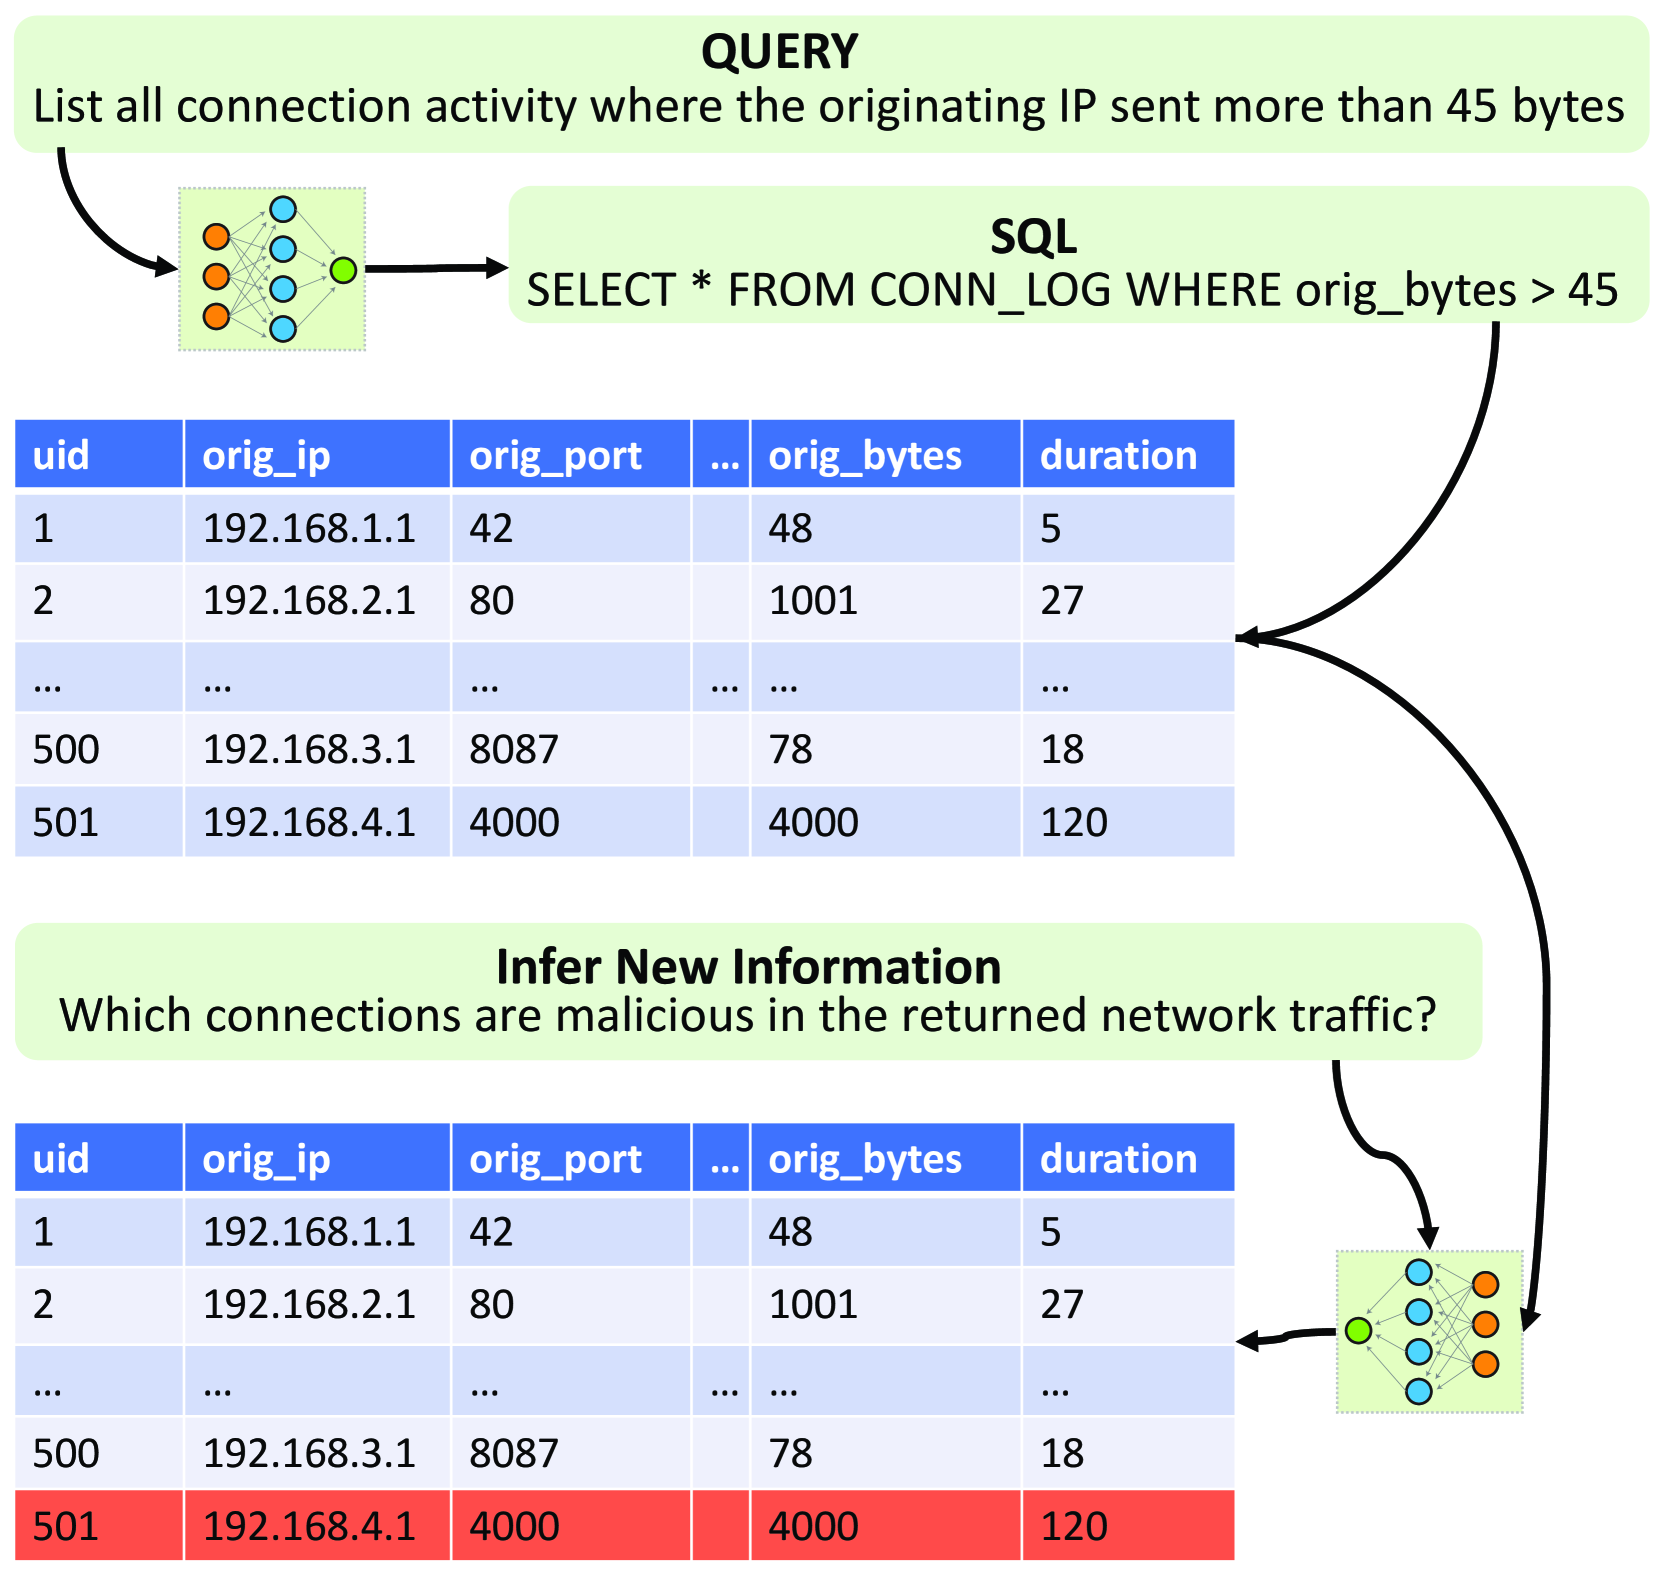 QUERY
List all connection activity where the originating IP sent more than 45 bytes
SQL
SELECT * FROM CONN_LOG WHERE orig_bytes > 45
uid orig_ip orig_port ... orig_bytes duration
1 192.168.1.1 42 48 5
2 192.168.2.1 80 1001 27
... ... ... ... ... ...
500 192.168.3.1 8087 78 18
501 192.168.4.1 4000 4000 120
Infer New Information
Which connections are malicious in the returned network traffic?
uid orig_ip orig_port ... orig_bytes duration
1 192.168.1.1 42 48 5
2 192.168.2.1 80 1001 27
... ... ... ... ... ...
500 192.168.3.1 8087 78 18
501 192.168.4.1 4000 4000 120